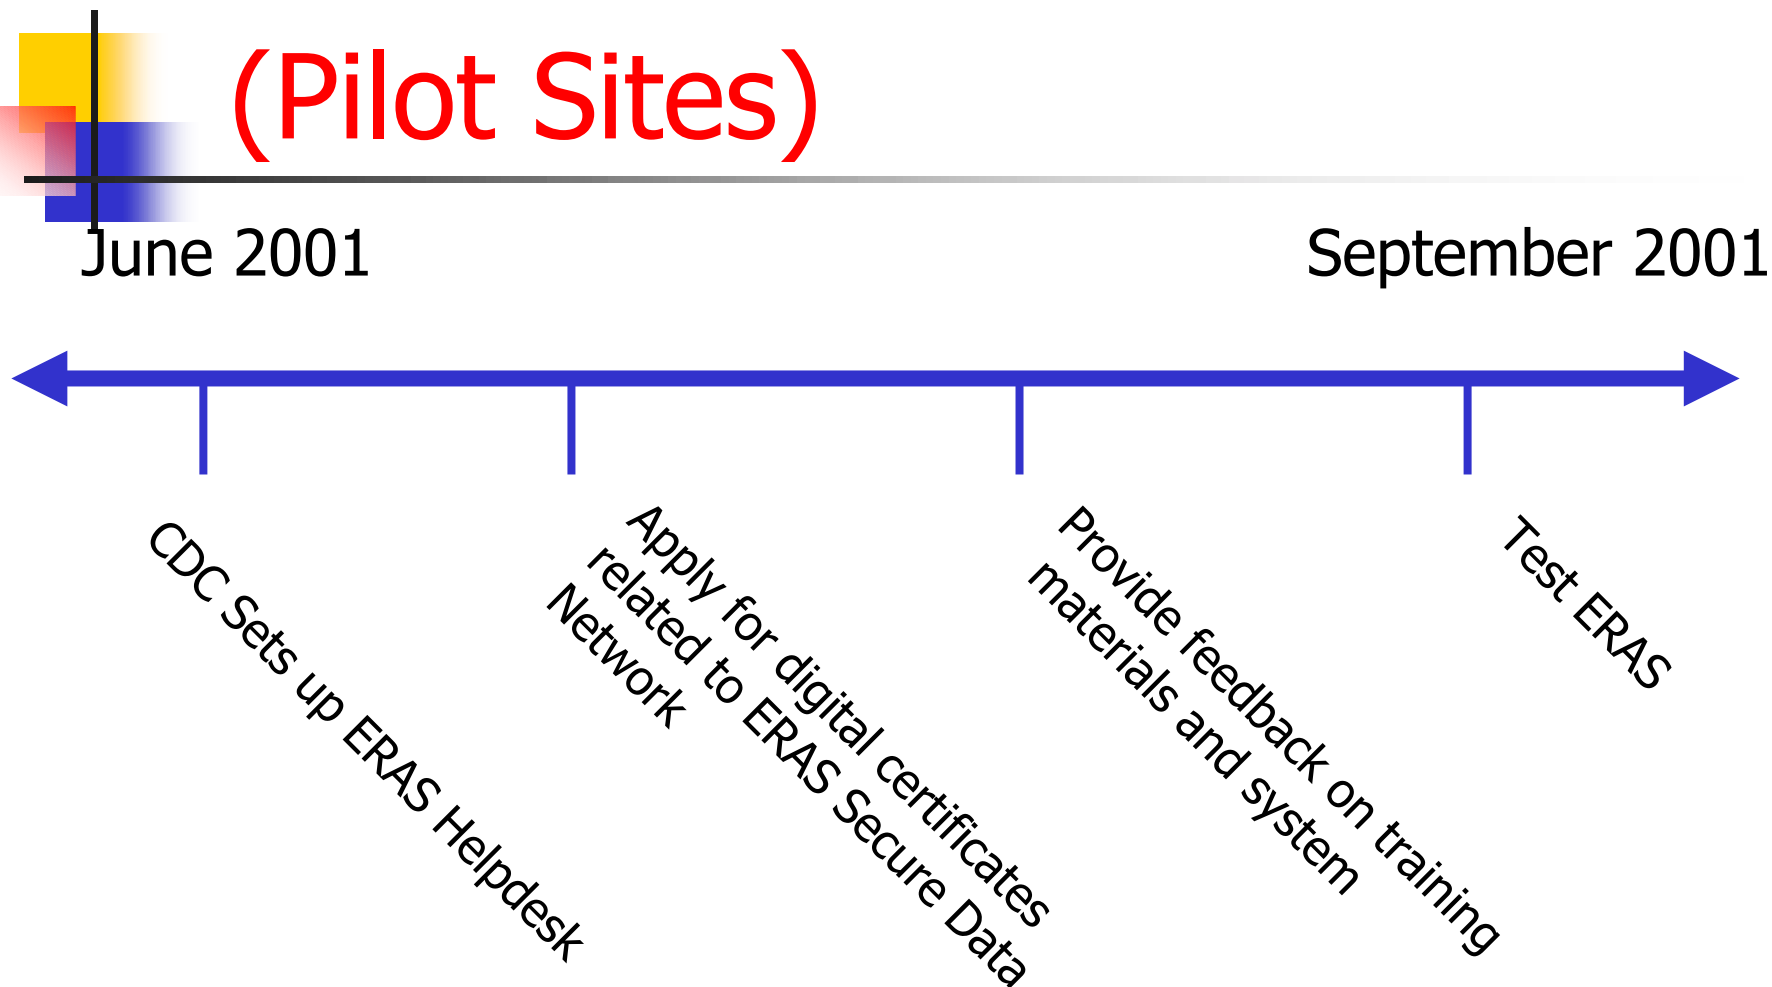 (Pilot Sites)
June 2001
September 2001
CDC Sets up ERAS Helpdesk
Apply for digital certificates
related to ERAS Secure Data
Network
Provide feedback on training
materials and system
Test ERAS